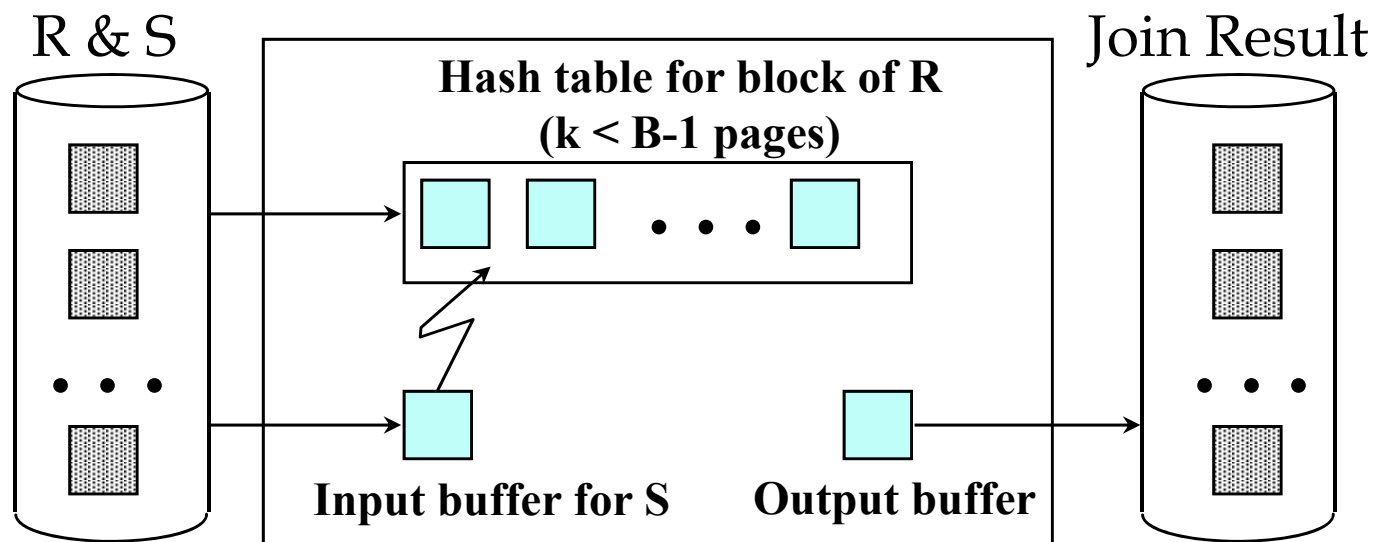 R & S
Join Result
Hash table for block of R
(k < B-1 pages)
• • •
• • •
• • •
Input buffer for S
Output buffer